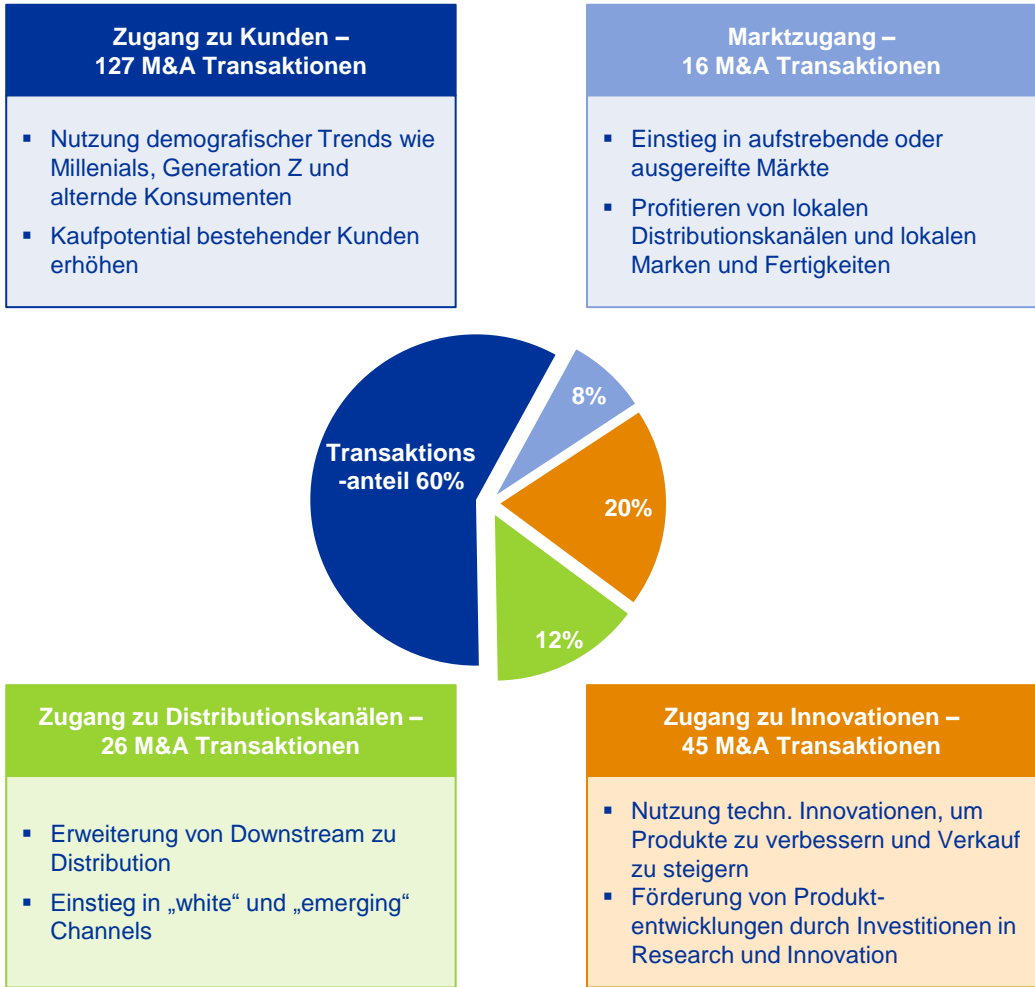 Zugang zu Kunden –
127 M&A Transaktionen
▪ Nutzung demografischer Trends wie
Millenials, Generation Z und
alternde Konsumenten
▪ Kaufpotential bestehender Kunden
erhöhen
Marktzugang –
16 M&A Transaktionen
▪ Einstieg in aufstrebende oder
ausgereifte Märkte
▪ Profitieren von lokalen
Distributionskanälen und lokalen
Marken und Fertigkeiten
Transaktions
-anteil 60%
8%
20%
12%
Zugang zu Distributionskanälen –
26 M&A Transaktionen
▪ Erweiterung von Downstream zu
Distribution
▪ Einstieg in „white“ und „emerging“
Channels
Zugang zu Innovationen –
45 M&A Transaktionen
▪ Nutzung techn. Innovationen, um
Produkte zu verbessern und Verkauf
zu steigern
▪ Förderung von Produkt-
entwicklungen durch Investitionen in
Research und Innovation